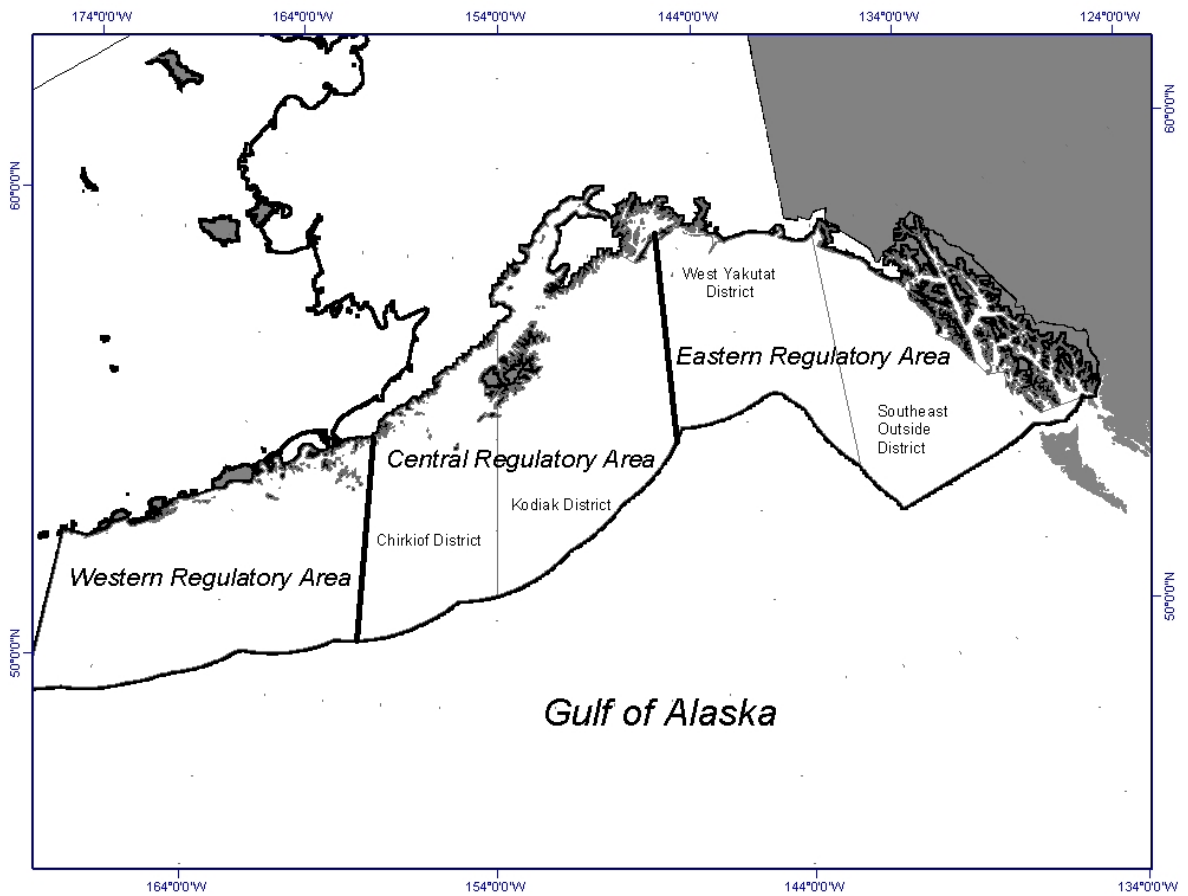 174°0'0"W
164°0'0"W
154°0'0"W
144°0'0"W
134°0'0"W
124°0'0"W
60°0'0"N
60°0'0"N
West Yakutat
District
Eastern Regulatory Area
Southeast
Outside
District
Central Regulatory Area
Kodiak District
Chirkiof District
Western Regulatory Area
50°0'0"N
50°0'0"N
Gulf of Alaska
164°0'0"W
154°0'0"W
144°0'0"W
134°0'0"W